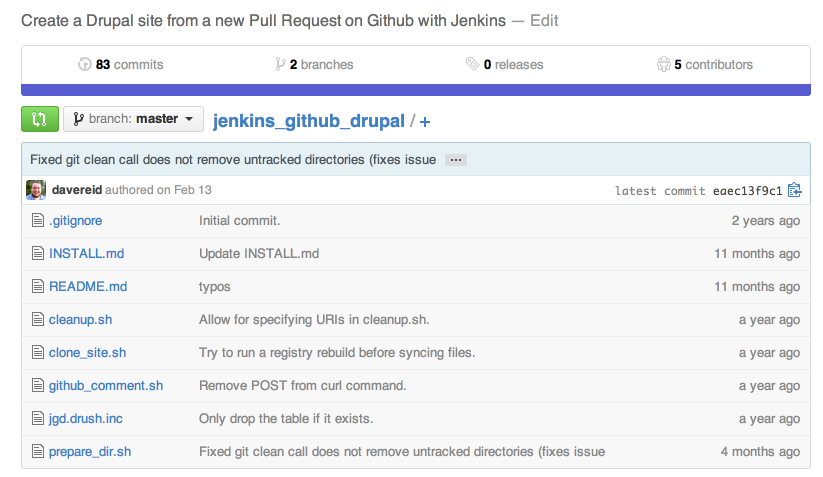 Create a Drupal site from a new Pull Request on Github with Jenkins — Edit
83 commits 2 branches 0 releases 5 contributors
branch: master jenkins_github_drupal / +
Fixed git clean call does not remove untracked directories (fixes issue ...
davereid authored on Feb 13 latest commit eaec13f9c1
.gitignore Initial commit. 2 years ago
INSTALL.md Update INSTALL.md 11 months ago
README.md typos 11 months ago
cleanup.sh Allow for specifying URIs in cleanup.sh. a year ago
clone_site.sh Try to run a registry rebuild before syncing files. a year ago
github_comment.sh Remove POST from curl command. a year ago
jgd.drush.inc Only drop the table if it exists. a year ago
prepare_dir.sh Fixed git clean call does not remove untracked directories (fixes issue 4 months ago